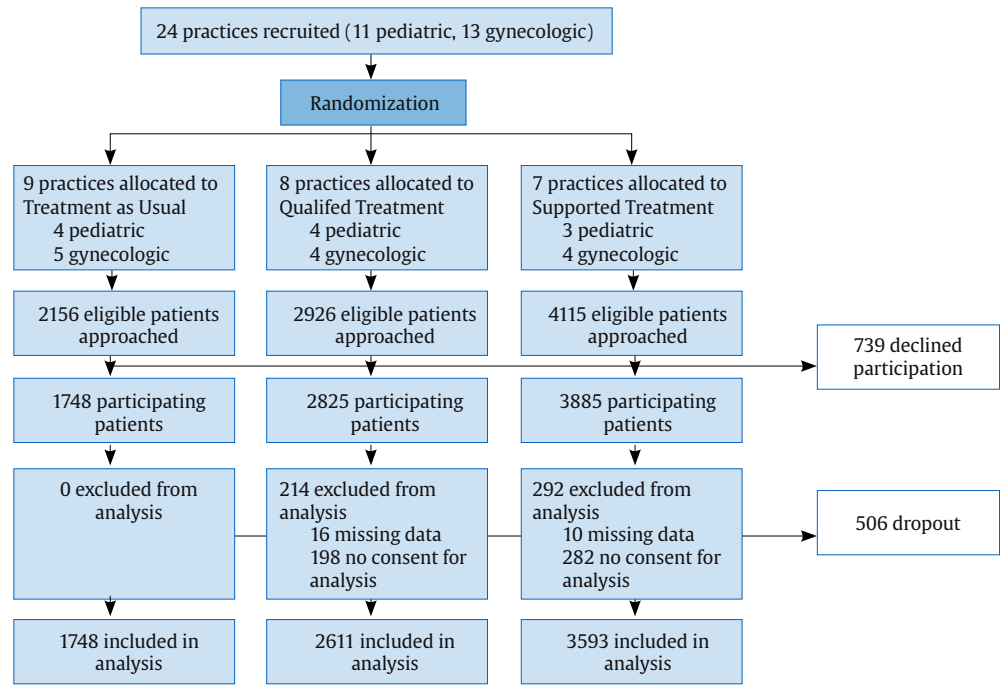 24 practices recruited (11 pediatric, 13 gynecologic)
Randomization
9 practices allocated to
Treatment as Usual
4 pediatric
5 gynecologic
8 practices allocated to
Qualifed Treatment
4 pediatric
4 gynecologic
7 practices allocated to
Supported Treatment
3 pediatric
4 gynecologic
2156 eligible patients
approached
2926 eligible patients
approached
4115 eligible patients
approached
739 declined
participation
1748 participating
patients
2825 participating
patients
3885 participating
patients
0 excluded from
analysis
214 excluded from
analysis
16 missing data
198 no consent for
analysis
292 excluded from
analysis
10 missing data
282 no consent for
analysis
506 dropout
1748 included in
analysis
2611 included in
analysis
3593 included in
analysis